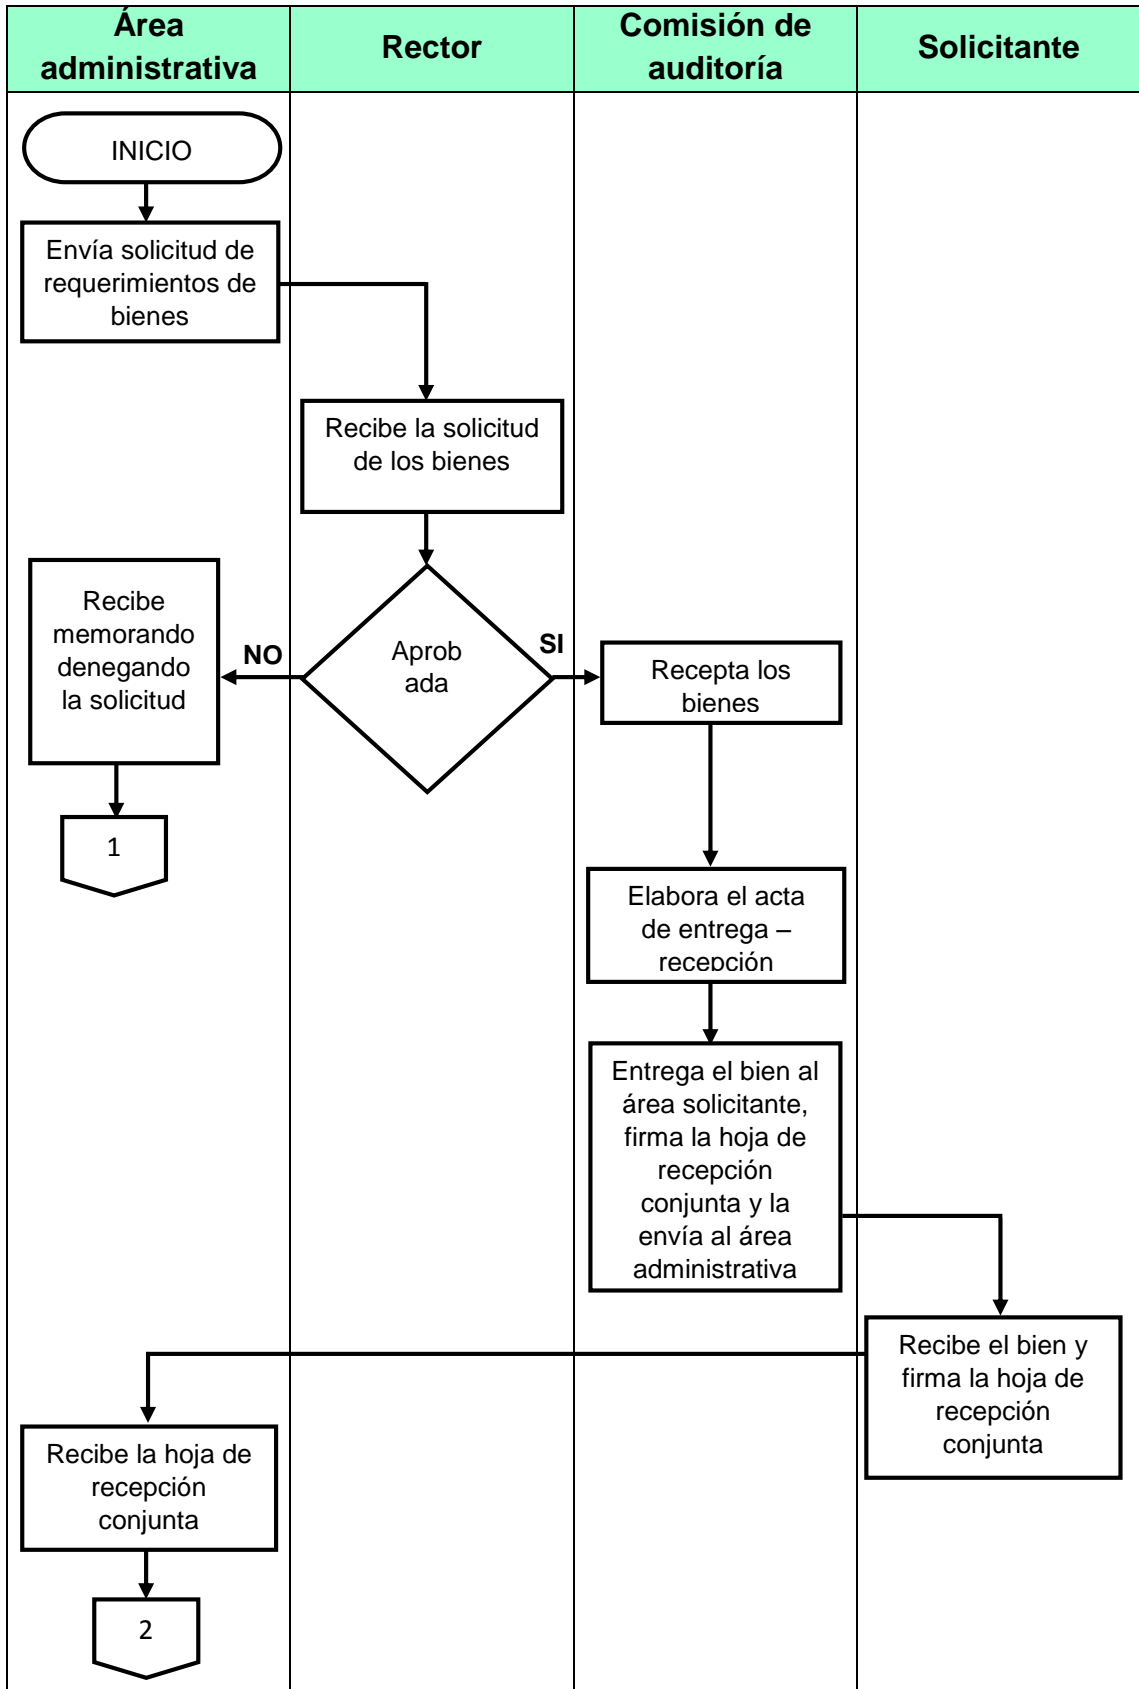 Área
administrativa
Rector
Comisión de
auditoría
Solicitante
INICIO
Envía solicitud de
requerimientos de
bienes
Recibe la solicitud
de los bienes
Recibe
memorando
denegando
la solicitud
NO
Aprob
ada
SI
Recepta los
bienes
1
Elabora el acta
de entrega –
recepción
Entrega el bien al
área solicitante,
firma la hoja de
recepción
conjunta y la
envía al área
administrativa
Recibe el bien y
firma la hoja de
recepción
conjunta
Recibe la hoja de
recepción
conjunta
2